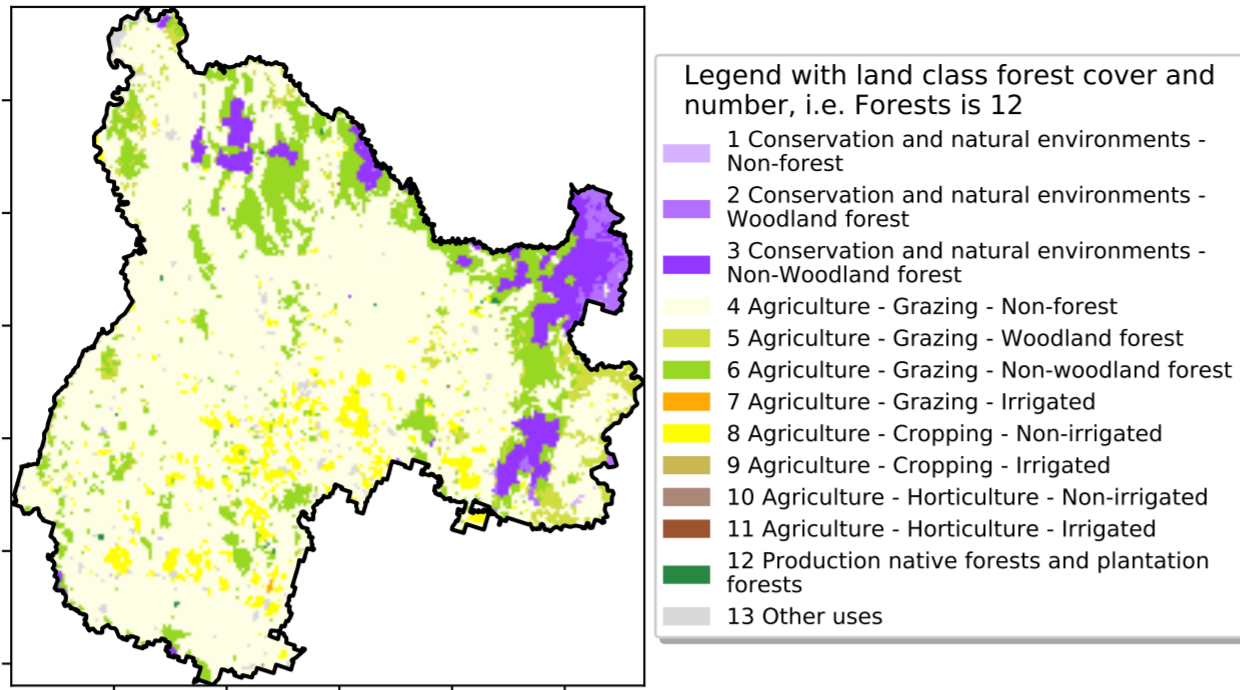 Legend with land class forest cover and
number, i.e. Forests is 12
1 Conservation and natural environments -
Non-forest
2 Conservation and natural environments -
Woodland forest
3 Conservation and natural environments -
Non-Woodland forest
4 Agriculture - Grazing - Non-forest
5 Agriculture - Grazing - Woodland forest
6 Agriculture - Grazing - Non-woodland forest
7 Agriculture - Grazing - Irrigated
8 Agriculture - Cropping - Non-irrigated
9 Agriculture - Cropping - Irrigated
10 Agriculture - Horticulture - Non-irrigated
11 Agriculture - Horticulture - Irrigated
12 Production native forests and plantation
forests
13 Other uses